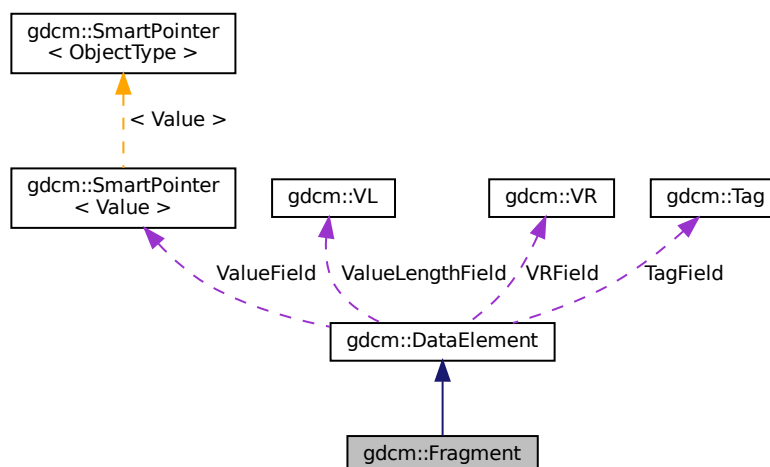 gdcm::SmartPointer
< ObjectType >
< Value >
gdcm::SmartPointer
< Value >
gdcm::VL
gdcm::VR
gdcm::Tag
ValueField
ValueLengthField
VRField
TagField
gdcm::DataElement
gdcm::Fragment